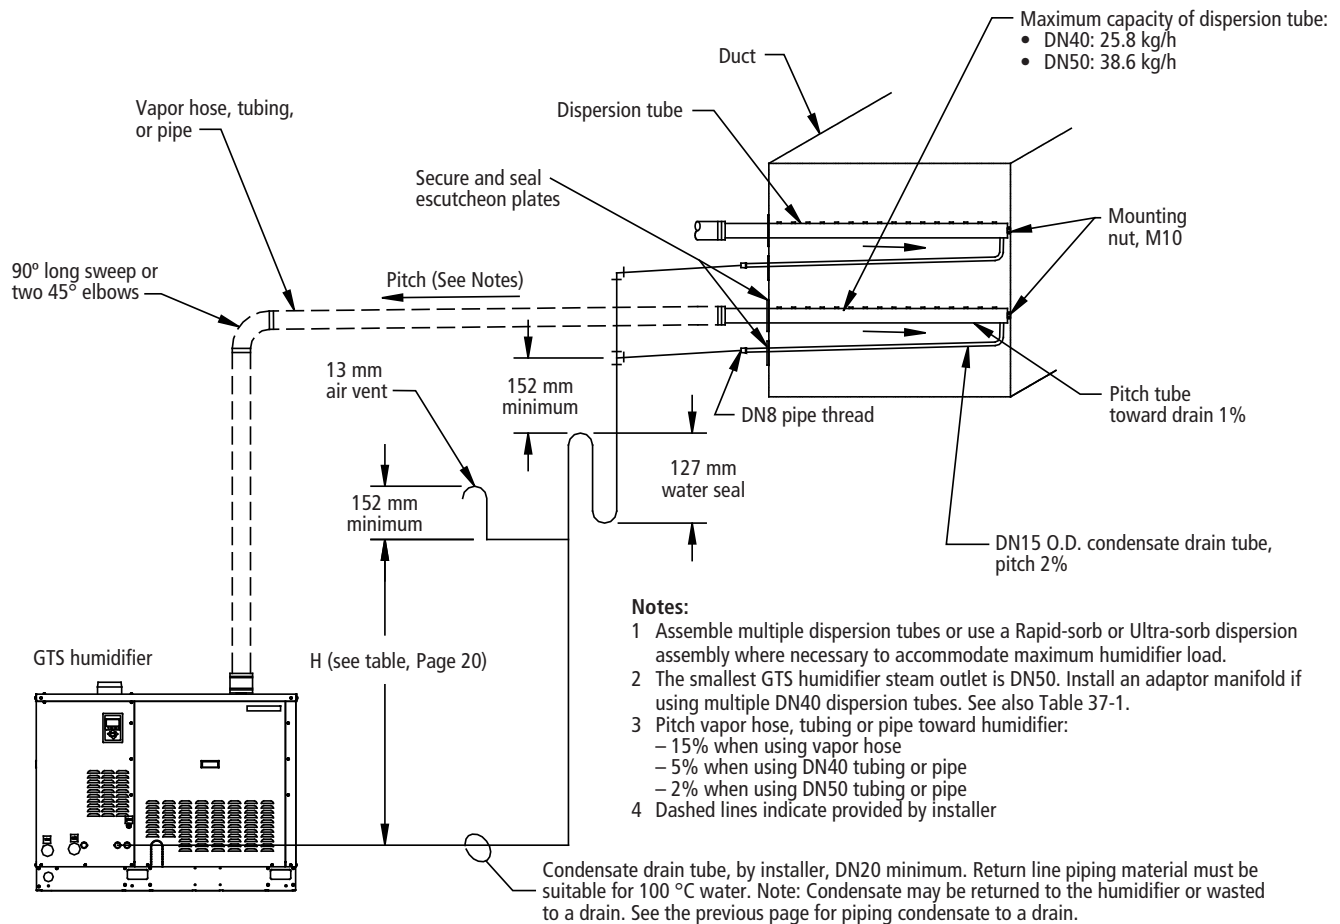 Maximum capacity of dispersion tube:
• DN40: 25.8 kg/h
• DN50: 38.6 kg/h
Duct
Vapor hose, tubing,
or pipe
Dispersion tube
Secure and seal
escutcheon plates
Mounting
nut, M10
90º long sweep or
two 45° elbows
Pitch (See Notes)
13 mm
air vent
152 mm
minimum
DN8 pipe thread
Pitch tube
toward drain 1%
127 mm
water seal
152 mm
minimum
DN15 O.D. condensate drain tube,
pitch 2%
GTS humidifier
H (see table, Page 20)
Notes:
1 Assemble multiple dispersion tubes or use a Rapid-sorb or Ultra-sorb dispersion
assembly where necessary to accommodate maximum humidifier load.
2 The smallest GTS humidifier steam outlet is DN50. Install an adaptor manifold if
using multiple DN40 dispersion tubes. See also Table 37-1.
3 Pitch vapor hose, tubing or pipe toward humidifier:
– 15% when using vapor hose
– 5% when using DN40 tubing or pipe
– 2% when using DN50 tubing or pipe
4 Dashed lines indicate provided by installer
Condensate drain tube, by installer, DN20 minimum. Return line piping material must be
suitable for 100 °C water. Note: Condensate may be returned to the humidifier or wasted
to a drain. See the previous page for piping condensate to a drain.